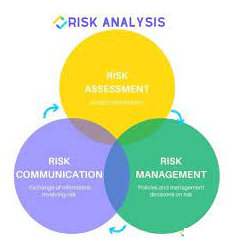 RISK ANALYSIS
RISK
ASSESSMENT
RISK
COMMUNICATION
Exchange of information
involving risk
RISK
MANAGEMENT
Policies and management
decisions on risk